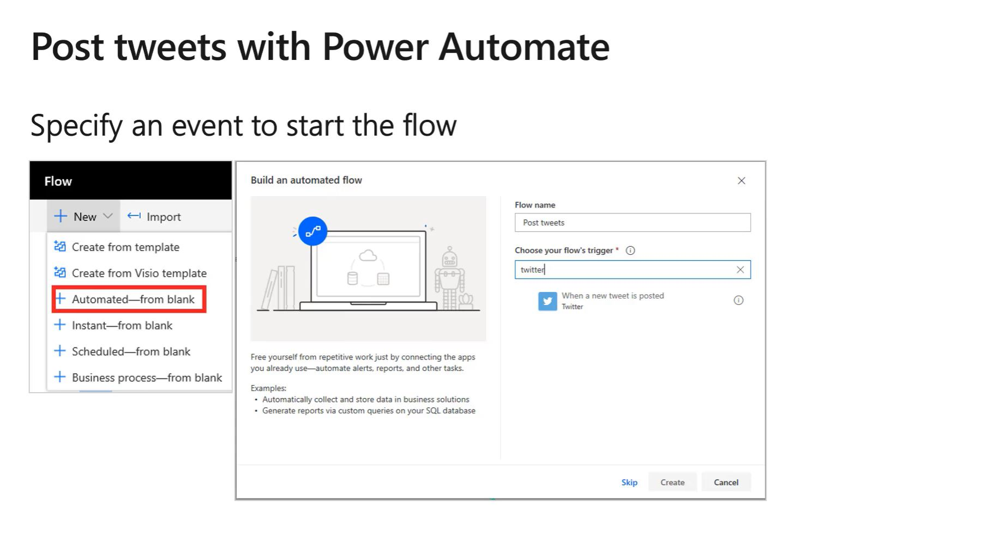 Post tweets with Power Automate
Specify an event to start the flow
Flow
New
Import
Create from template
Create from Visio template
Automated—from blank
Instant—from blank
Scheduled—from blank
Business process—from blank
Build an automated flow
Free yourself from repetitive work just by connecting the apps
you already use—automate alerts, reports, and other tasks.
Examples:
• Automatically collect and store data in business solutions
• Generate reports via custom queries on your SQL database
Flow name
Post tweets
Choose your flow's trigger *
twitter
When a new tweet is posted
Twitter
Skip
Create
Cancel